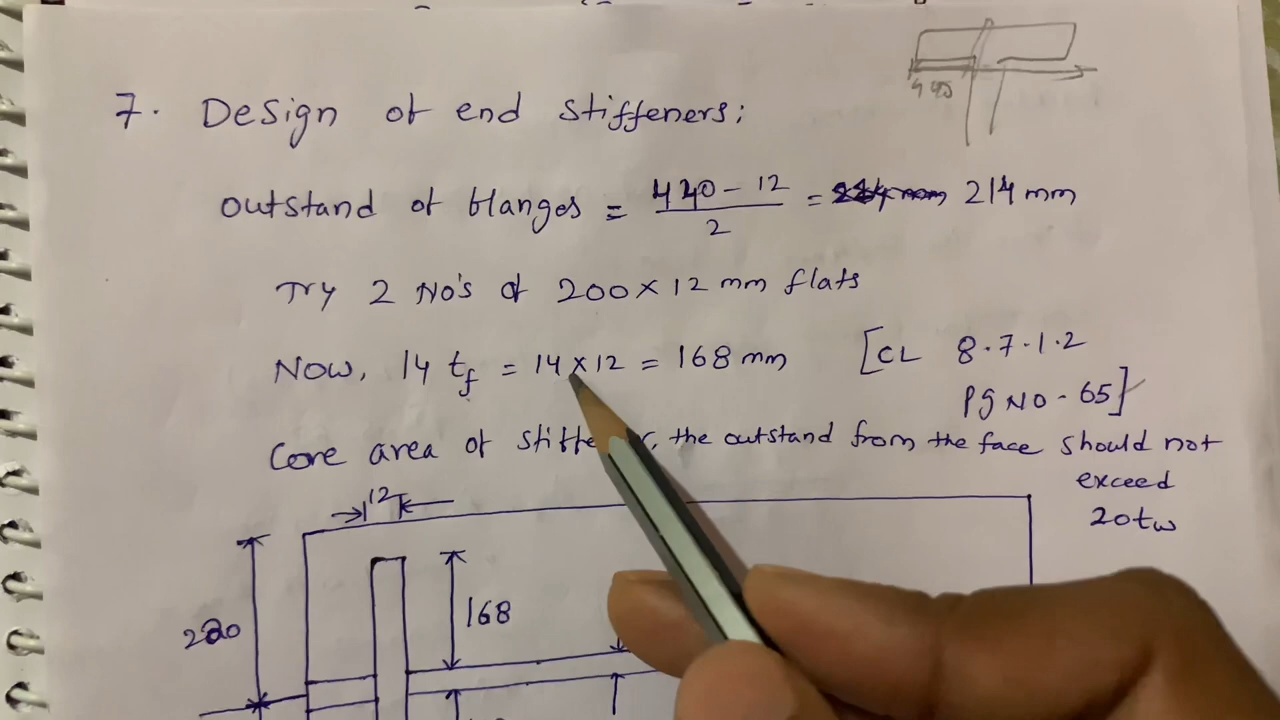 7. Design of end stiffeners:
outstand of flanges = 440 - 12 / 2 = 214 mm
Try 2 No's of 200 x 12 mm flats
Now, 14 tf = 14 x 12 = 168 mm [CL 8.7.1.2
Pg NO - 65]
Core area of stiffe r, the outstand from the face should not
exceed
20tw
12
168
220